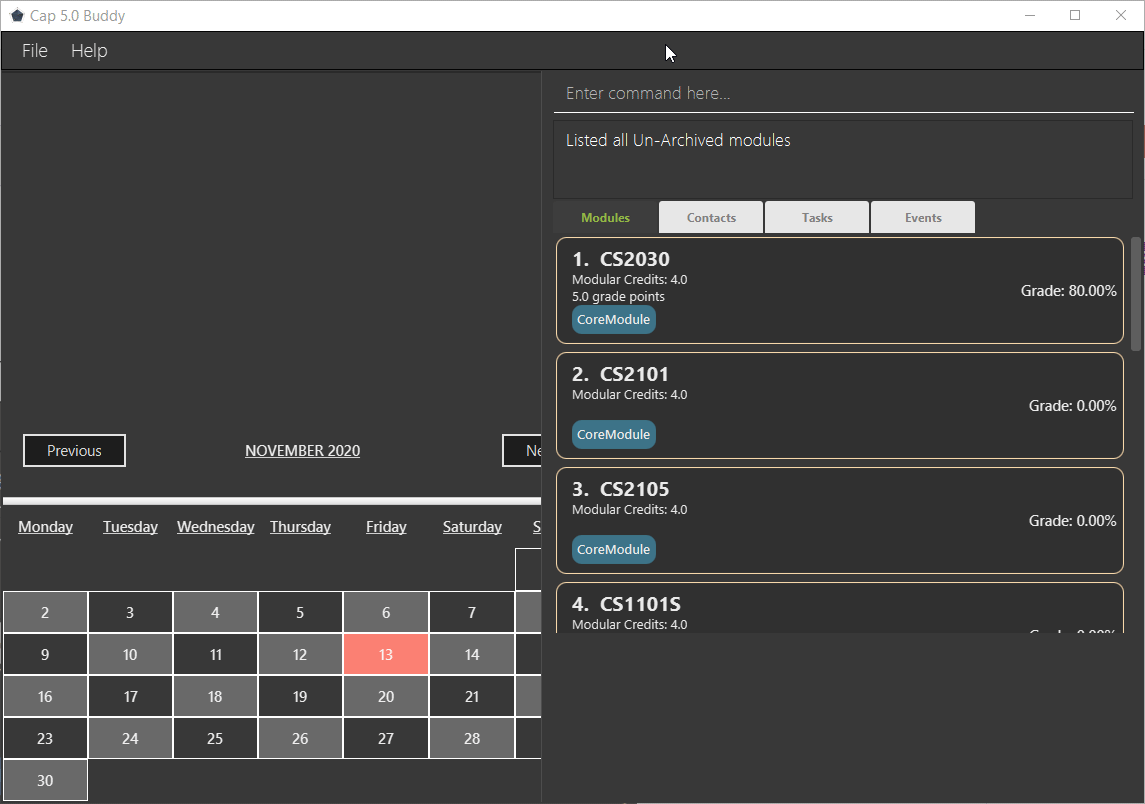 Cap 5.0 Buddy
File Help
Enter command here...
Listed all Un-Archived modules
Modules Contacts Tasks Events
1. CS2030
Modular Credits: 4.0
5.0 grade points
Grade: 80.00%
CoreModule
2. CS2101
Modular Credits: 4.0
Grade: 0.00%
CoreModule
3. CS2105
Modular Credits: 4.0
Grade: 0.00%
CoreModule
4. CS1101S
Modular Credits: 4.0
Previous NOVEMBER 2020 Ne
Monday Tuesday Wednesday Thursday Friday Saturday S
2 3 4 5 6 7
9 10 11 12 13 14
16 17 18 19 20 21
23 24 25 26 27 28
30